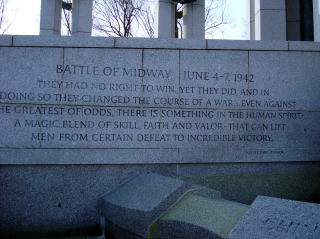 BATTLE OF MIDWAY JUNE 4-7, 1942
THEY HAD NO RIGHT TO WIN. YET THEY DID, AND IN
DOING SO THEY CHANGED THE COURSE OF A WAR...EVEN AGAINST
THE GREATEST OF ODDS, THERE IS SOMETHING IN THE HUMAN SPIRIT-
A MAGIC BLEND OF SKILL, FAITH AND VALOR-THAT CAN LIFT
MEN FROM CERTAIN DEFEAT TO INCREDIBLE VICTORY.